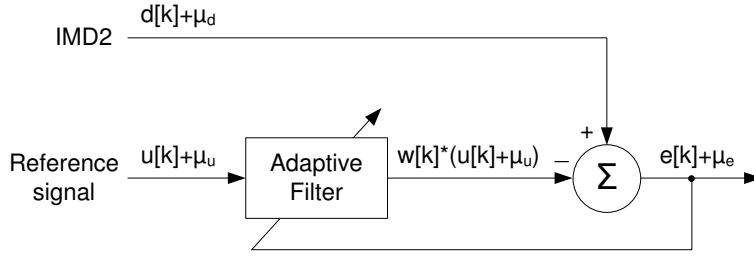 d[k]+μd
IMD2
+
Reference
signal
u[k]+μu
Adaptive
Filter
w[k]*(u[k]+μu)
–
Σ
e[k]+μe